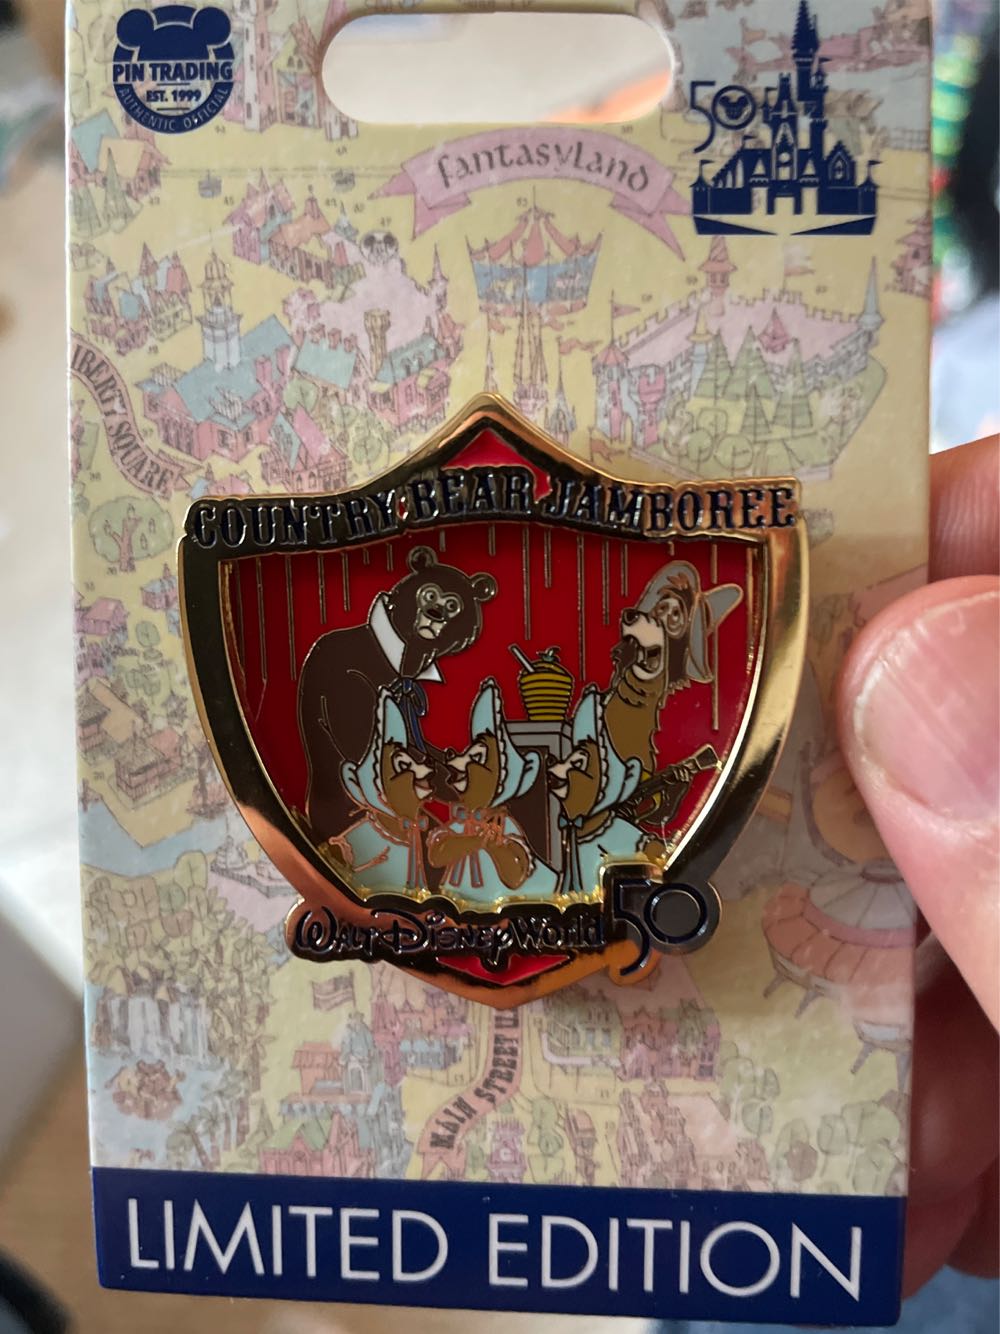 PIN TRADING
EST. 1999
AUTHENTIC OFFICIAL
50
fantasyland
LIBERTY SQUARE
COUNTRY BEAR JAMBOREE
WALT DISNEY WORLD 50
MAIN STREET U.S.
LIMITED EDITION